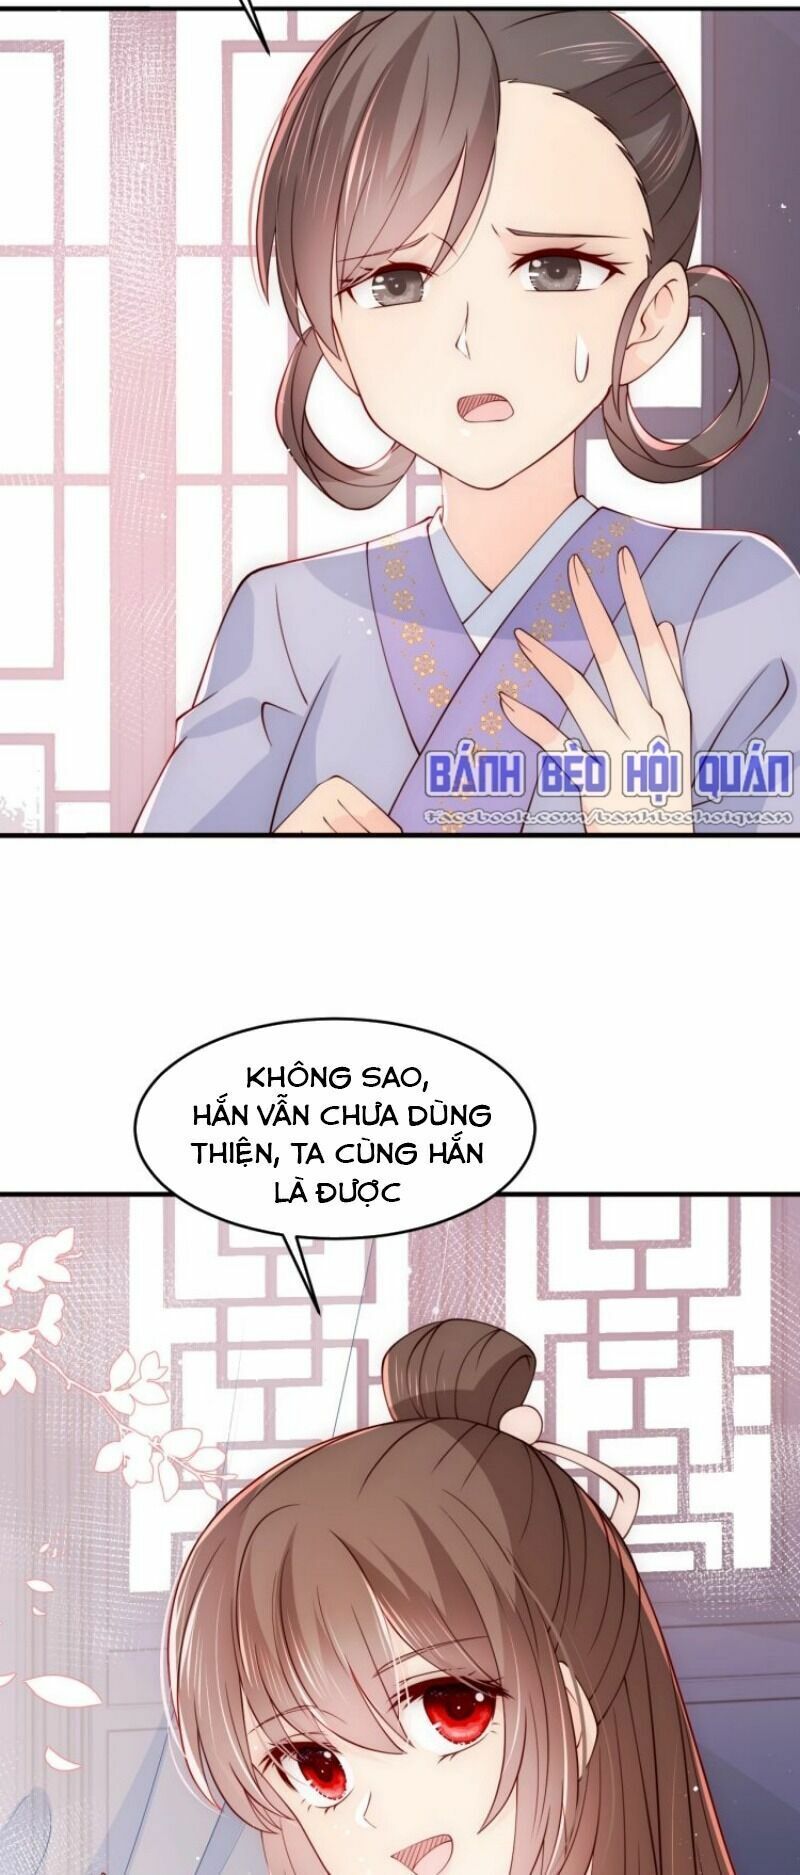 BÁNH BÈO HỘI QUÁN
facebook.com/banhbeohoiquan
KHÔNG SAO,
HẮN VẪN CHƯA DÙNG
THIỆN, TA CÙNG HẮN
LÀ ĐƯỢC